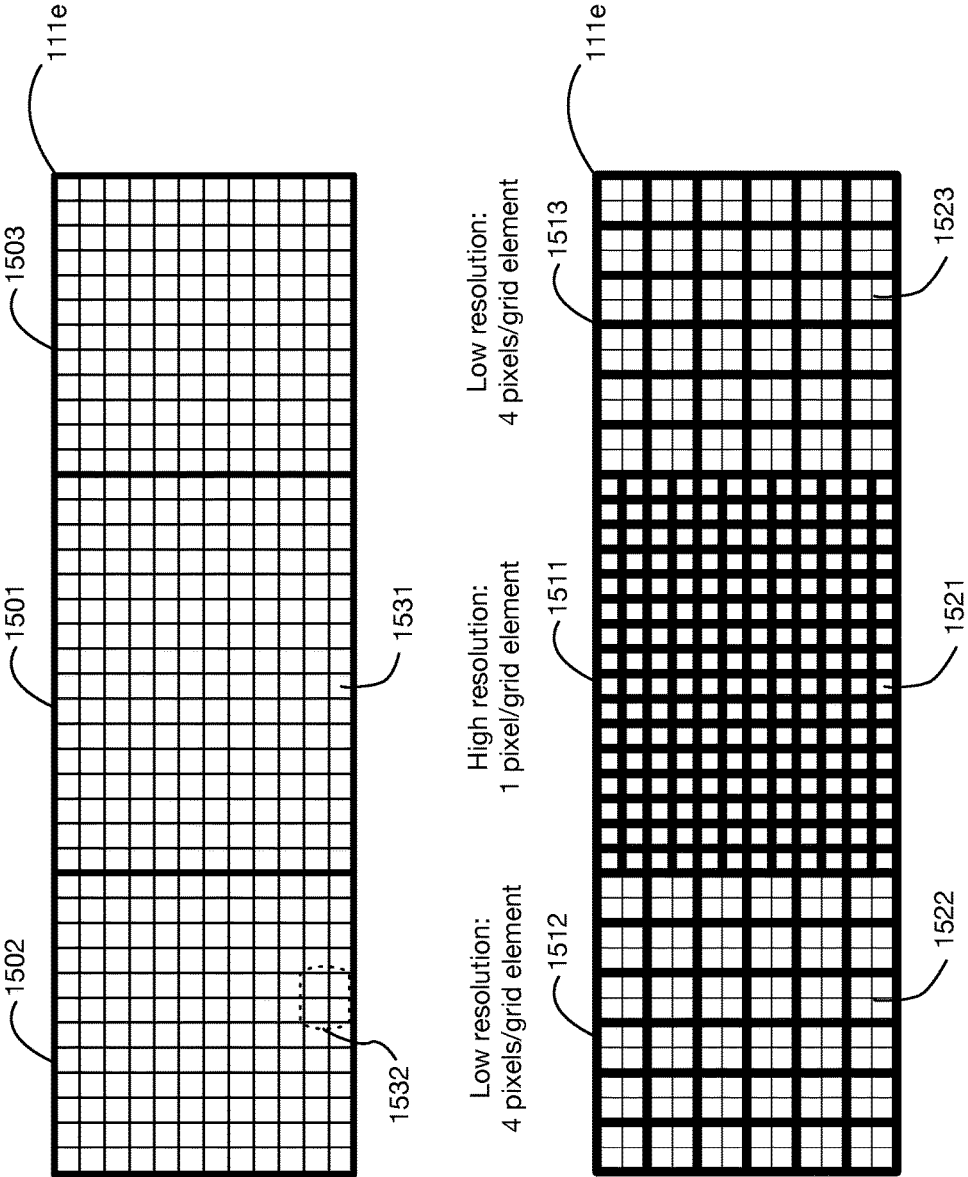 1502
1501
1503
111e
1532
1531
Low resolution:
4 pixels/grid element
High resolution:
1 pixel/grid element
Low resolution:
4 pixels/grid element
1512
1511
1513
111e
1522
1521
1523